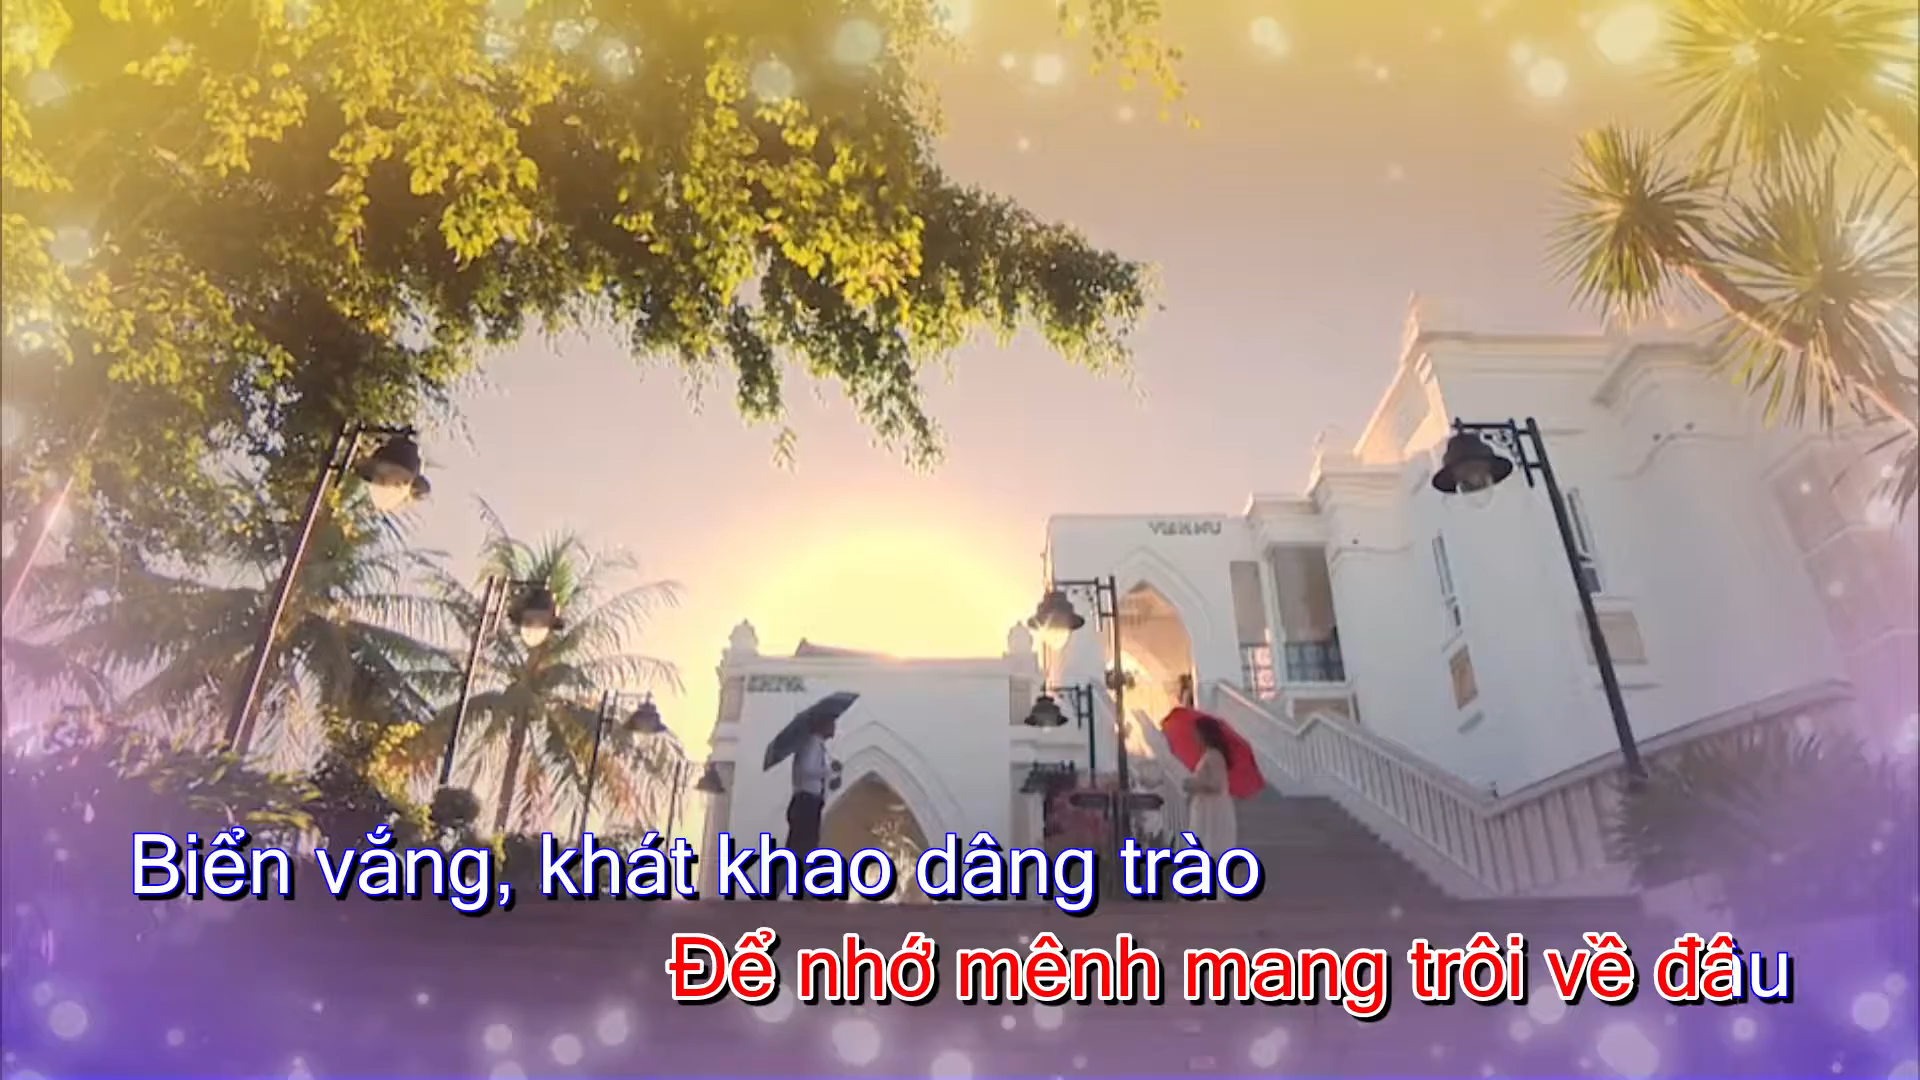 Biển vắng, khát khao dâng trào
Để nhớ mênh mang trôi về đâu